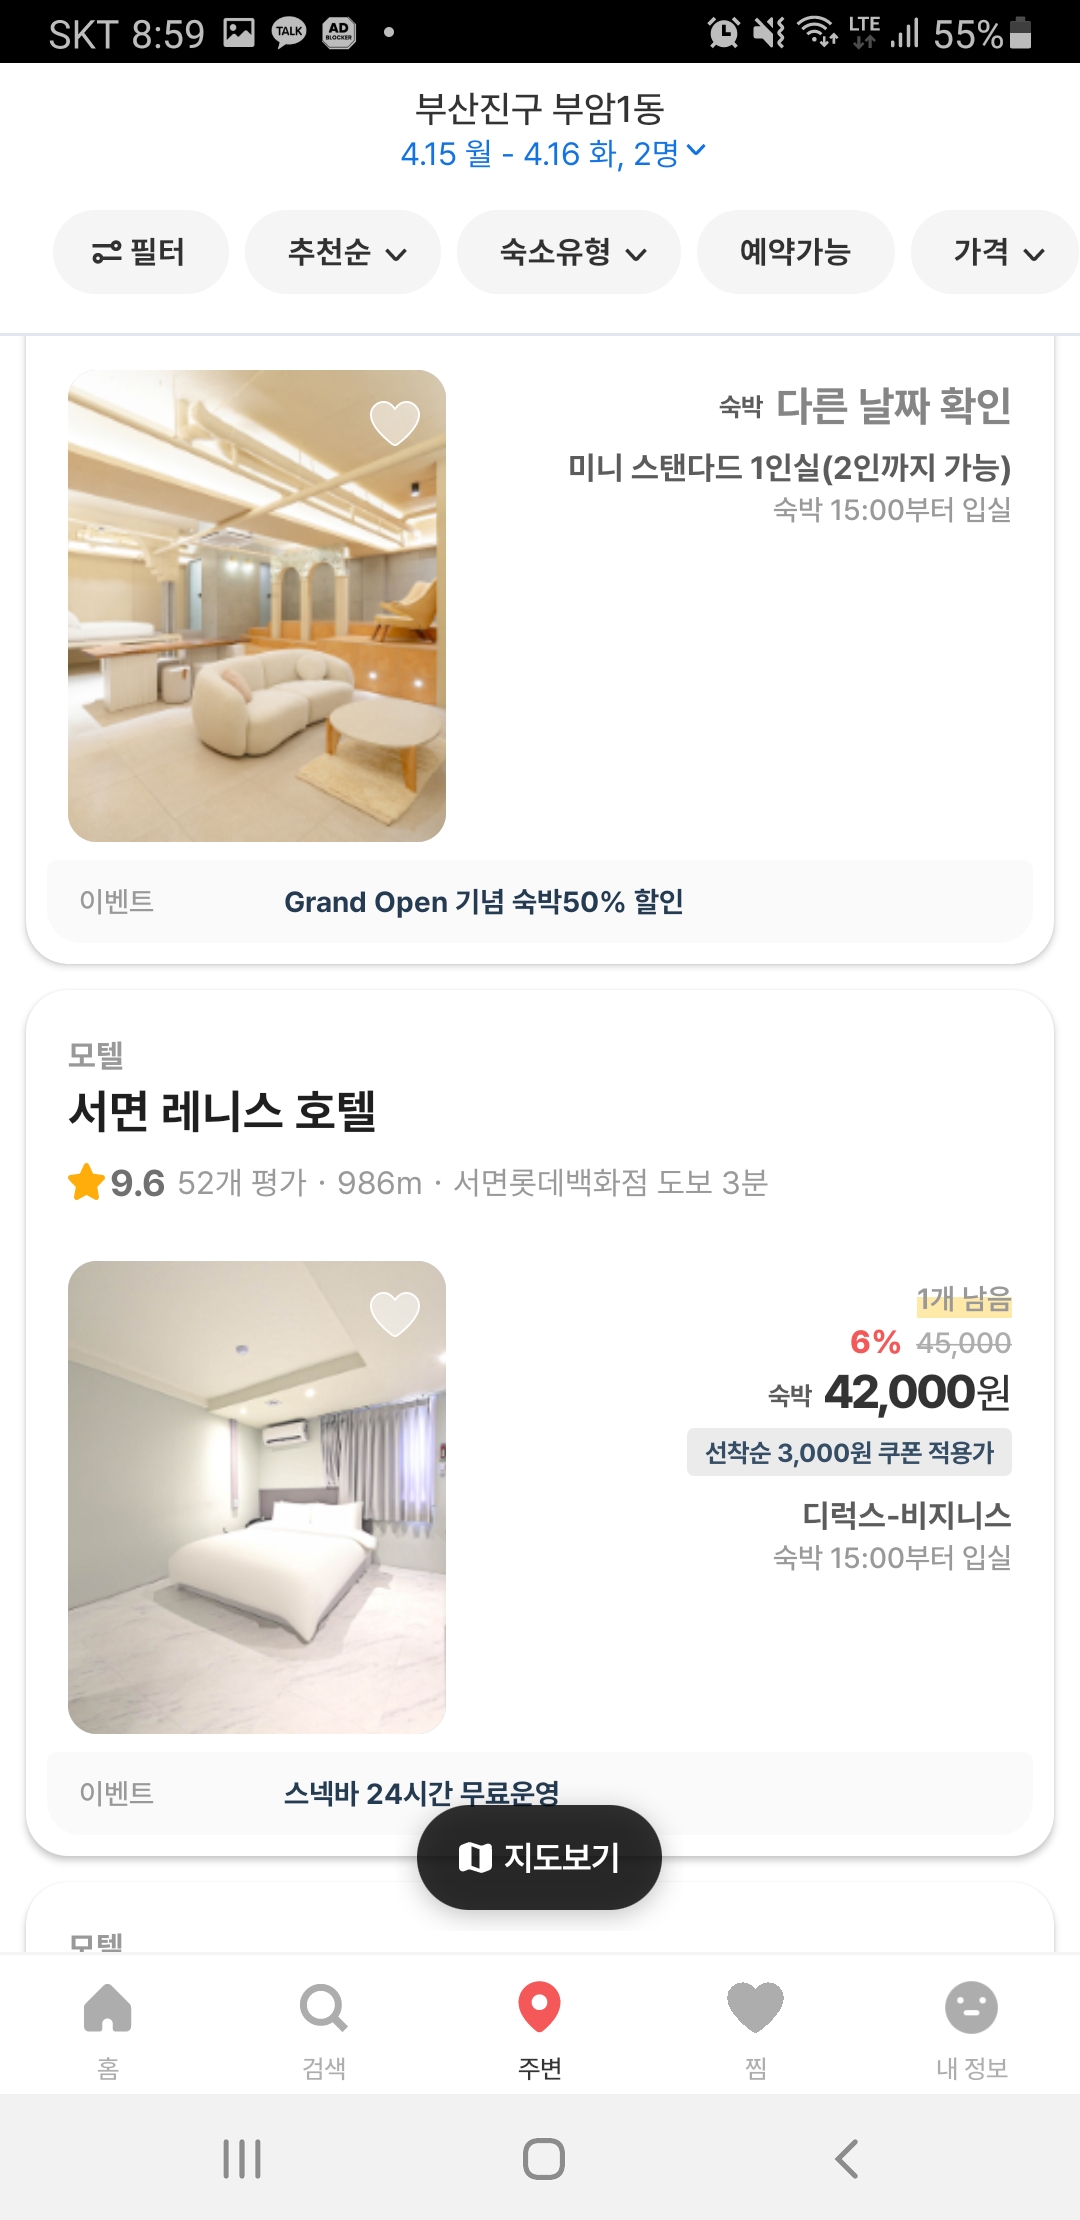 SKT 8:59 TALK AD BLOCKER LTE 55%
부산진구 부암1동
4.15 월 - 4.16 화, 2명
필터 추천순 숙소유형 예약가능 가격
숙박 다른 날짜 확인
미니 스탠다드 1인실(2인까지 가능)
숙박 15:00부터 입실
이벤트 Grand Open 기념 숙박50% 할인
모텔
서면 레니스 호텔
9.6 52개 평가 · 986m · 서면롯데백화점 도보 3분
1개 남음
6% 45,000
숙박 42,000원
선착순 3,000원 쿠폰 적용가
디럭스-비지니스
숙박 15:00부터 입실
이벤트 스넥바 24시간 무료운영
지도보기
모텔
홈 검색 주변 찜 내 정보